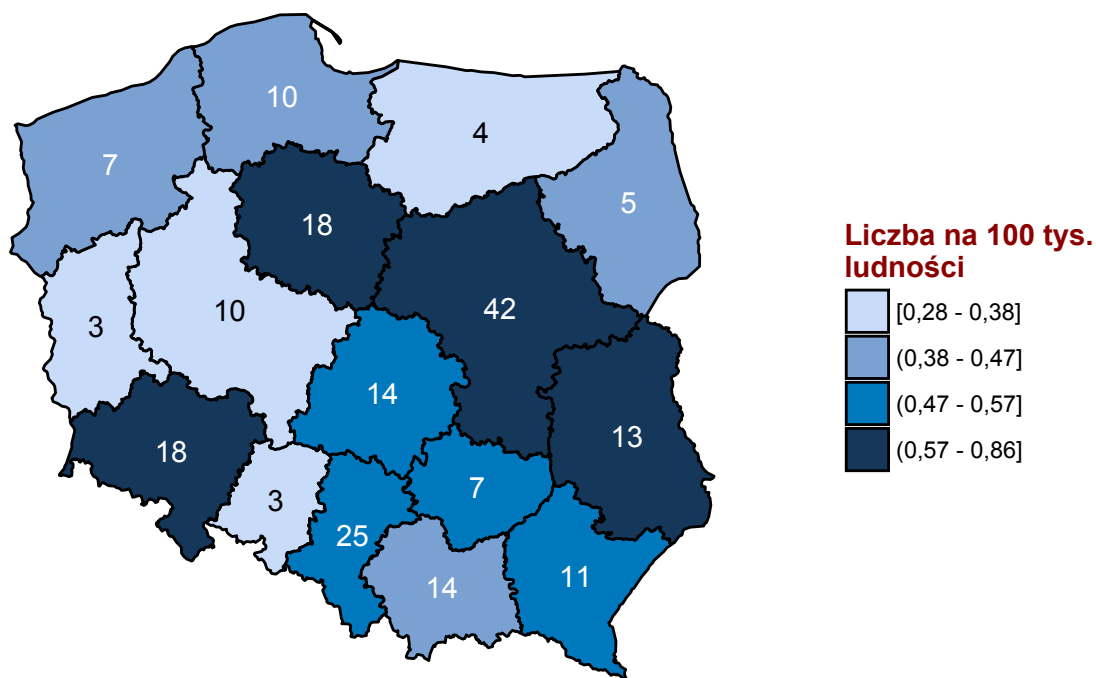 10
4
7
5
18
42
10
3
14
13
18
7
3
25
11
14
Liczba na 100 tys.
ludności
[0,28 - 0,38]
(0,38 - 0,47]
(0,47 - 0,57]
(0,57 - 0,86]